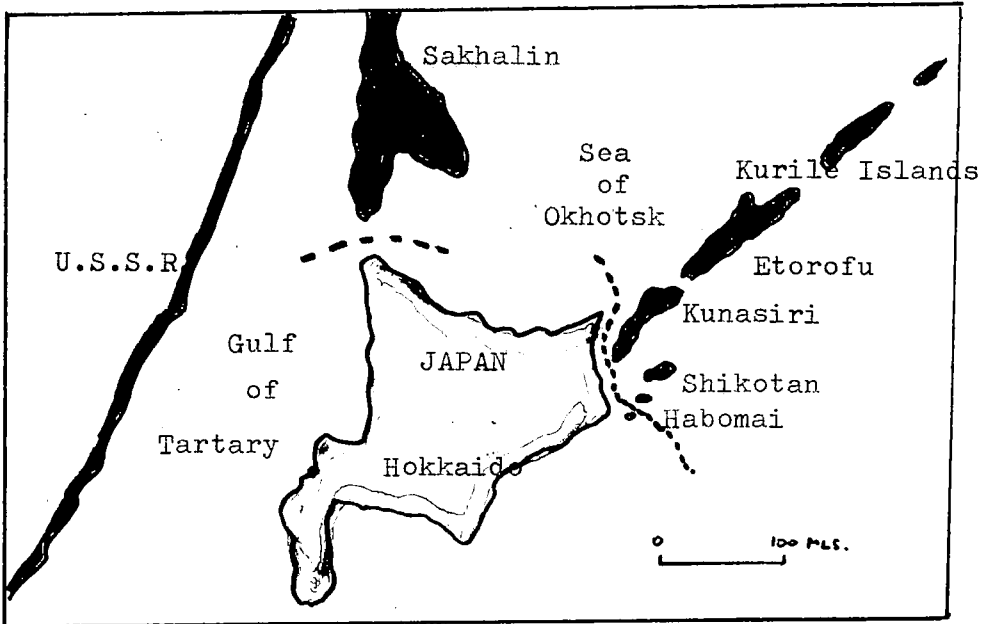 Sakhalin
Sea
of
Okhotsk
Kurile Islands
U.S.S.R
Etorofu
Kunasiri
Gulf
of
Tartary
JAPAN
Shikotan
Habomai
Hokkaido
0 100 MLS.